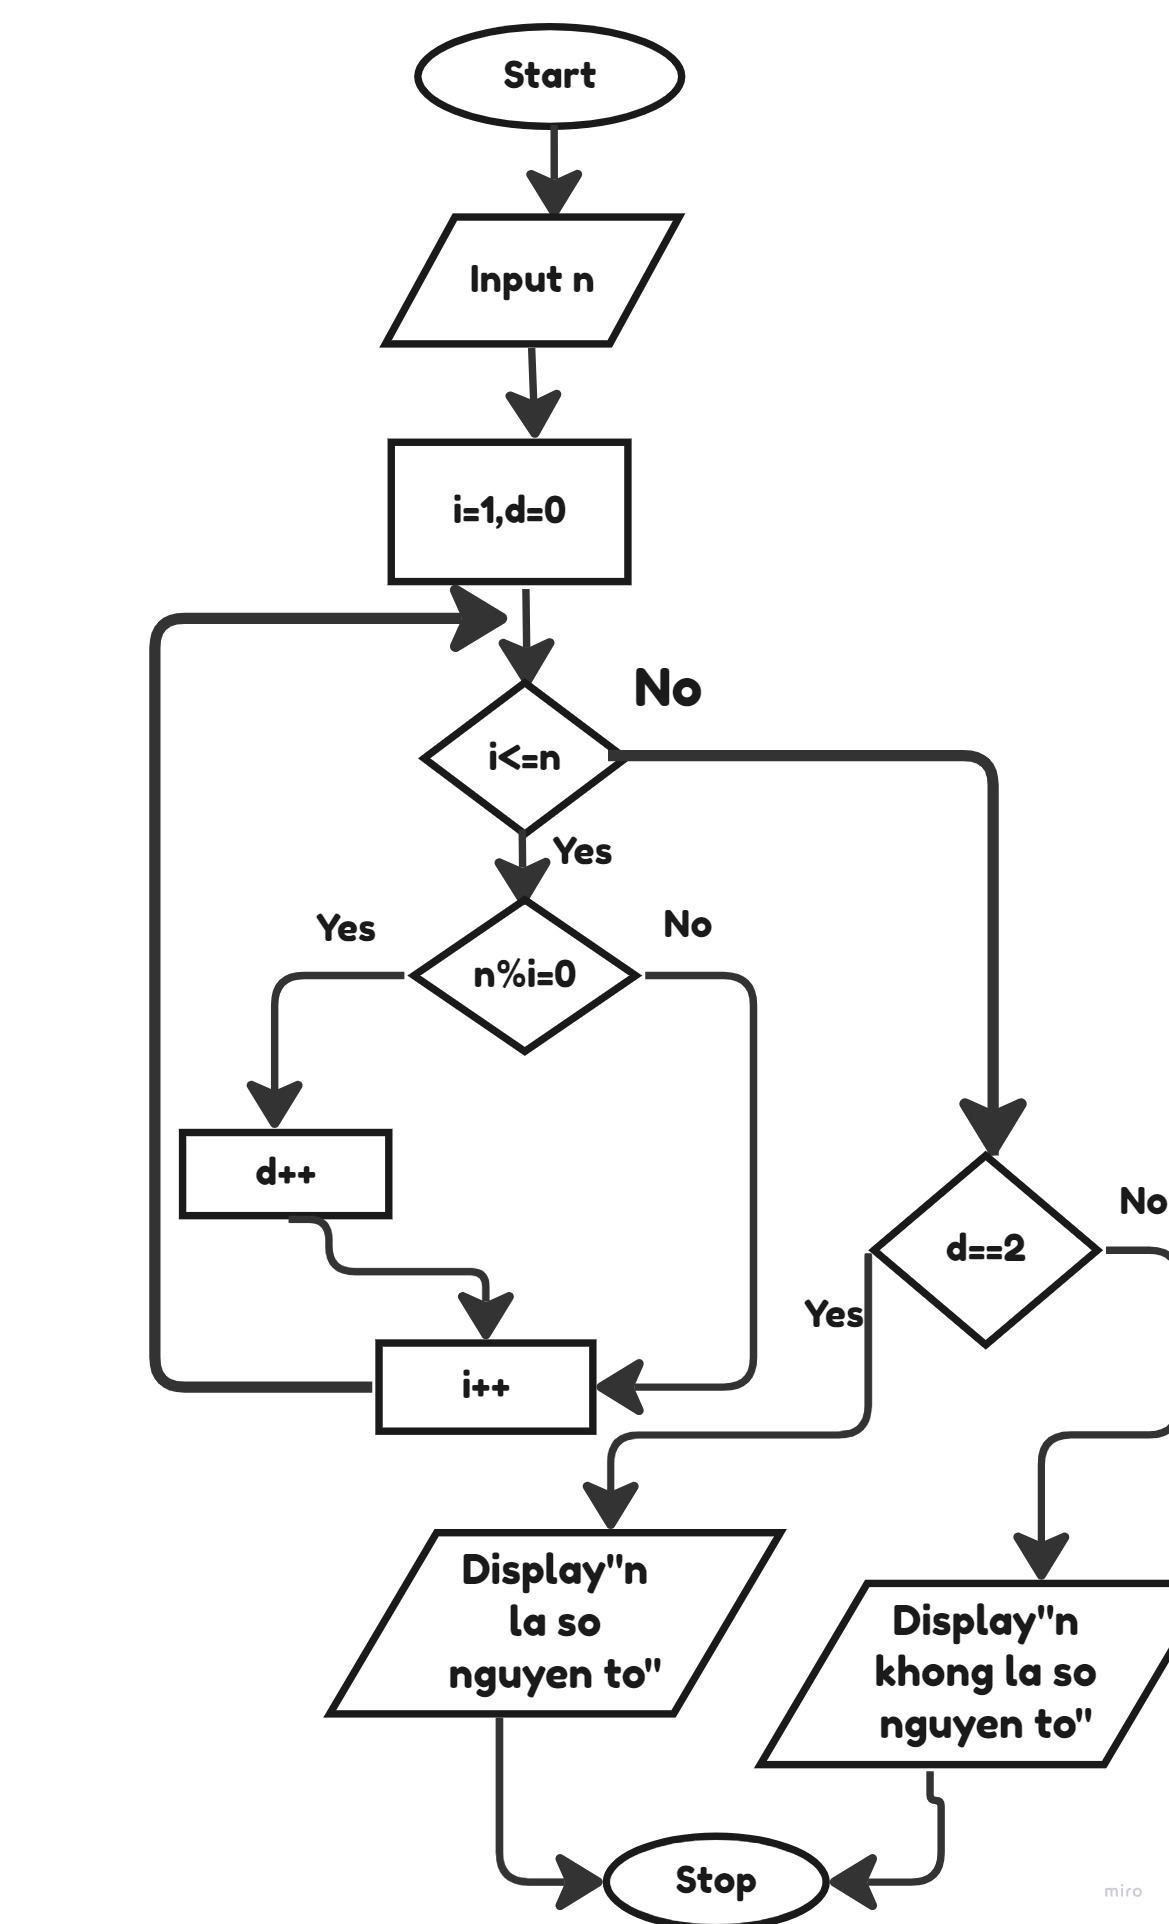 Start
Input n
i=1,d=0
No
i<=n
Yes
Yes
No
n%i=0
d++
No
d==2
Yes
i++
Display"n
la so
nguyen to"
Display"n
khong la so
nguyen to"
Stop
miro